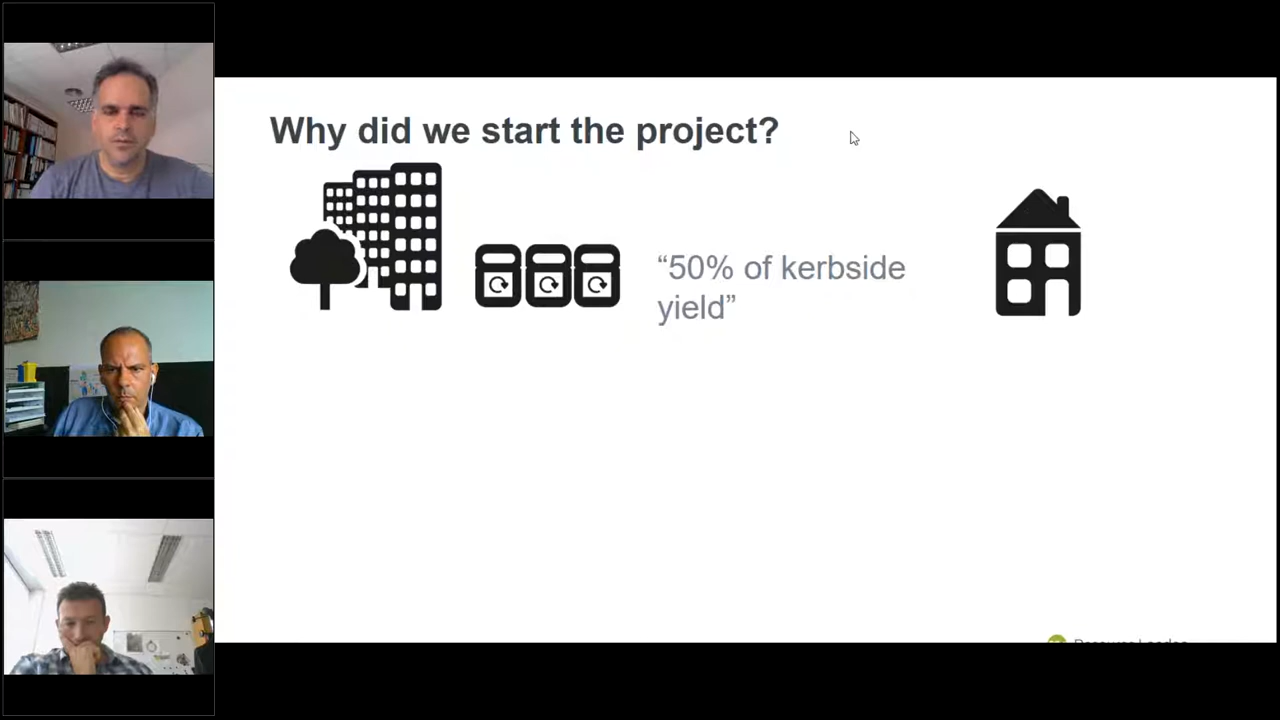 Why did we start the project?
“50% of kerbside
yield”